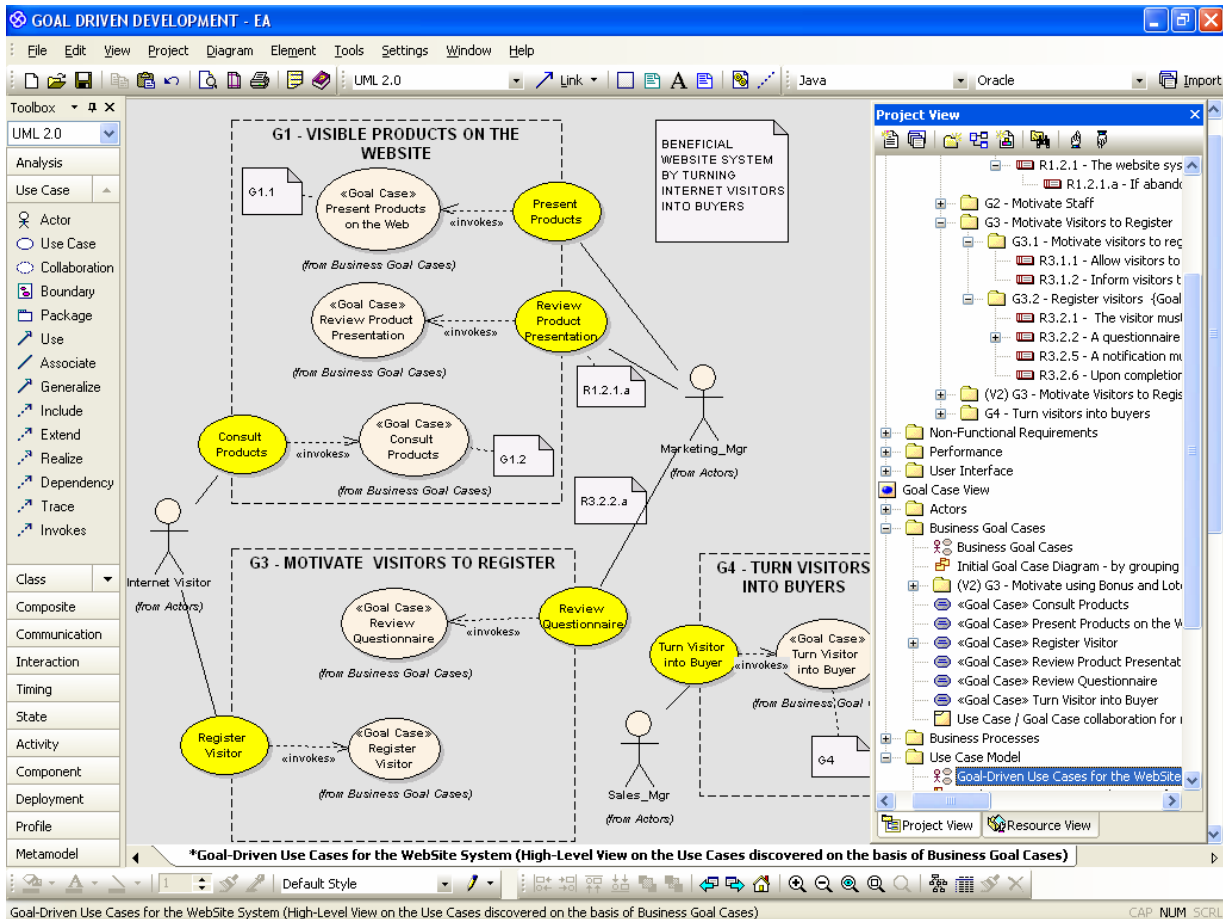 GOAL DRIVEN DEVELOPMENT - EA
File Edit View Project Diagram Element Tools Settings Window Help
UML 2.0 Link A Java Oracle Import
Toolbox
UML 2.0
Analysis
Use Case
Actor
Use Case
Collaboration
Boundary
Package
Use
Associate
Generalize
Include
Extend
Realize
Dependency
Trace
Invokes
Class
Composite
Communication
Interaction
Timing
State
Activity
Component
Deployment
Profile
Metamodel
G1 - VISIBLE PRODUCTS ON THE
WEBSITE
G1.1
«Goal Case»
Present Products
on the Web
«invokes»
Present
Products
(from Business Goal Cases)
BENEFICIAL
WEBSITE SYSTEM
BY TURNING
INTERNET VISITORS
INTO BUYERS
«Goal Case»
Review Product
Presentation
«invokes»
Review
Product
Presentation
(from Business Goal Cases)
R1.2.1.a
Consult
Products
«invokes»
«Goal Case»
Consult
Products
G1.2
(from Business Goal Cases)
Marketing_Mgr
(from Actors)
R3.2.2.a
Internet Visitor
(from Actors)
G3 - MOTIVATE VISITORS TO REGISTER
«Goal Case»
Review
Questionnaire
«invokes»
Review
Questionnaire
(from Business Goal Cases)
Register
Visitor
«invokes»
«Goal Case»
Register
Visitor
(from Business Goal Cases)
G4 - TURN VISITORS
INTO BUYERS
Turn Visitor
into Buyer
«invokes»
«Goal Case»
Turn Visitor
into Buyer
(from Business Goal
G4
Sales_Mgr
(from Actors)
Project View
R1.2.1 - The website sys
R1.2.1.a - If abando
G2 - Motivate Staff
G3 - Motivate Visitors to Register
G3.1 - Motivate visitors to reg
R3.1.1 - Allow visitors to
R3.1.2 - Inform visitors t
G3.2 - Register visitors {Goal
R3.2.1 - The visitor must
R3.2.2 - A questionnaire
R3.2.5 - A notification mu
R3.2.6 - Upon completion
(V2) G3 - Motivate Visitors to Regis
G4 - Turn visitors into buyers
Non-Functional Requirements
Performance
User Interface
Goal Case View
Actors
Business Goal Cases
Business Goal Cases
Initial Goal Case Diagram - by grouping
(V2) G3 - Motivate using Bonus and Lot
«Goal Case» Consult Products
«Goal Case» Present Products on the W
«Goal Case» Register Visitor
«Goal Case» Review Product Presentat
«Goal Case» Review Questionnaire
«Goal Case» Turn Visitor into Buyer
Use Case / Goal Case collaboration for
Business Processes
Use Case Model
Goal-Driven Use Cases for the WebSite
Project View Resource View
*Goal-Driven Use Cases for the WebSite System (High-Level View on the Use Cases discovered on the basis of Business Goal Cases)
A 1 Default Style
Goal-Driven Use Cases for the WebSite System (High-Level View on the Use Cases discovered on the basis of Business Goal Cases) CAP NUM SCRL